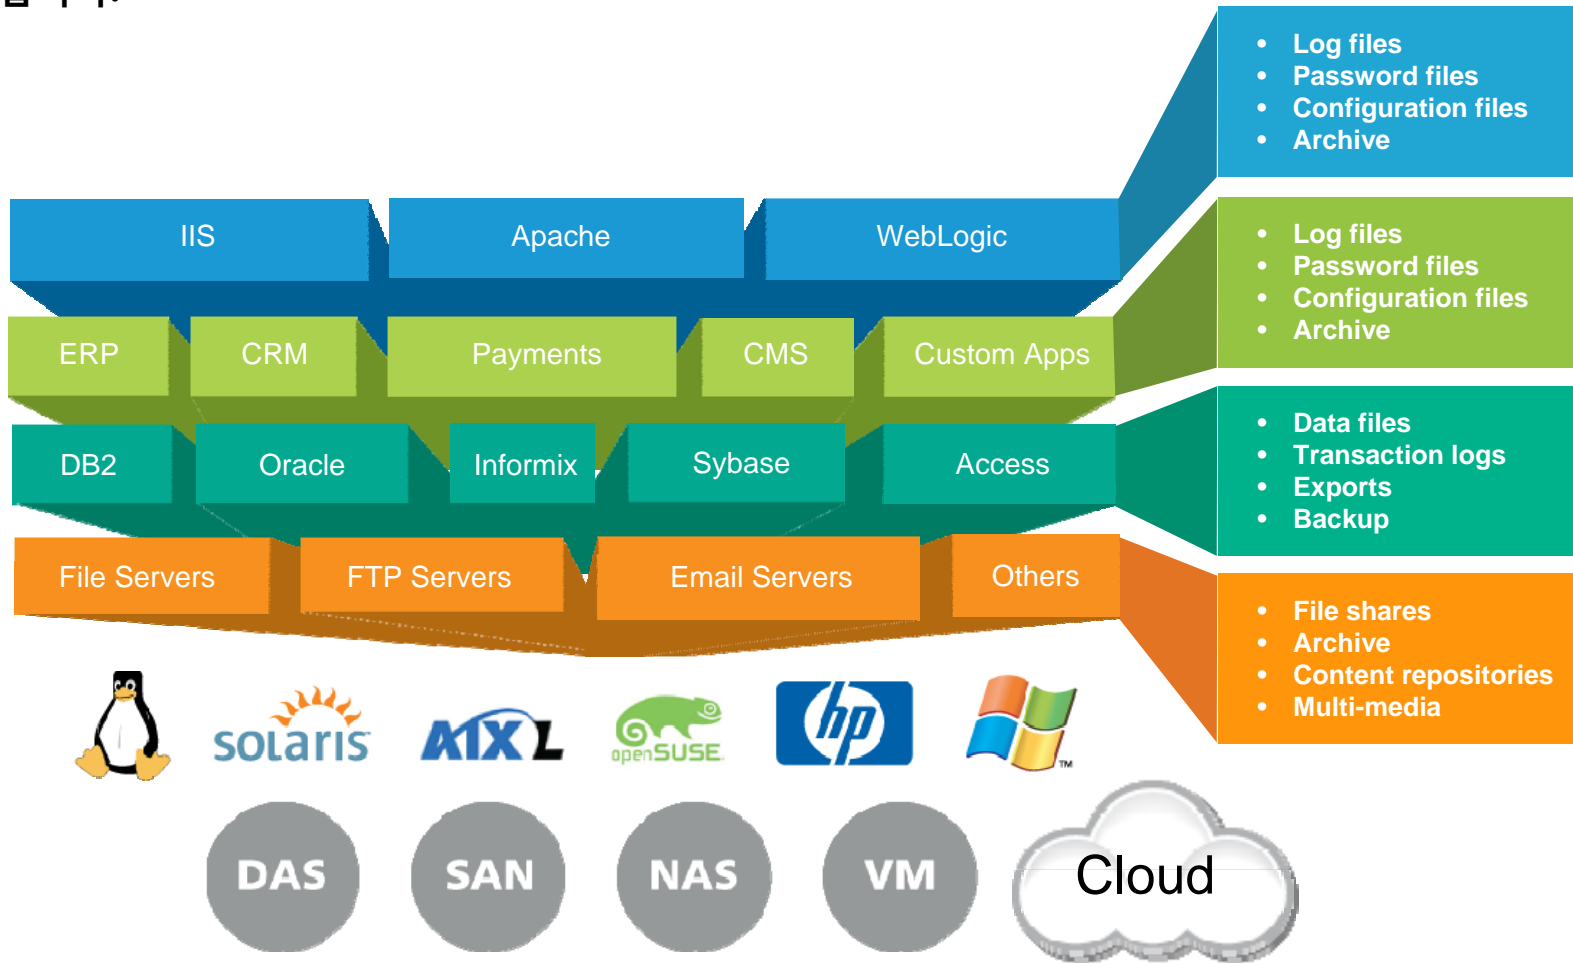 • Log files
• Password files
• Configuration files
• Archive
IIS
Apache
WebLogic
• Log files
• Password files
• Configuration files
• Archive
ERP
CRM
Payments
CMS
Custom Apps
• Data files
• Transaction logs
• Exports
• Backup
DB2
Oracle
Informix
Sybase
Access
File Servers
FTP Servers
Email Servers
Others
• File shares
• Archive
• Content repositories
• Multi-media
solaris
AIX L
openSUSE
hp
TM
DAS
SAN
NAS
VM
Cloud